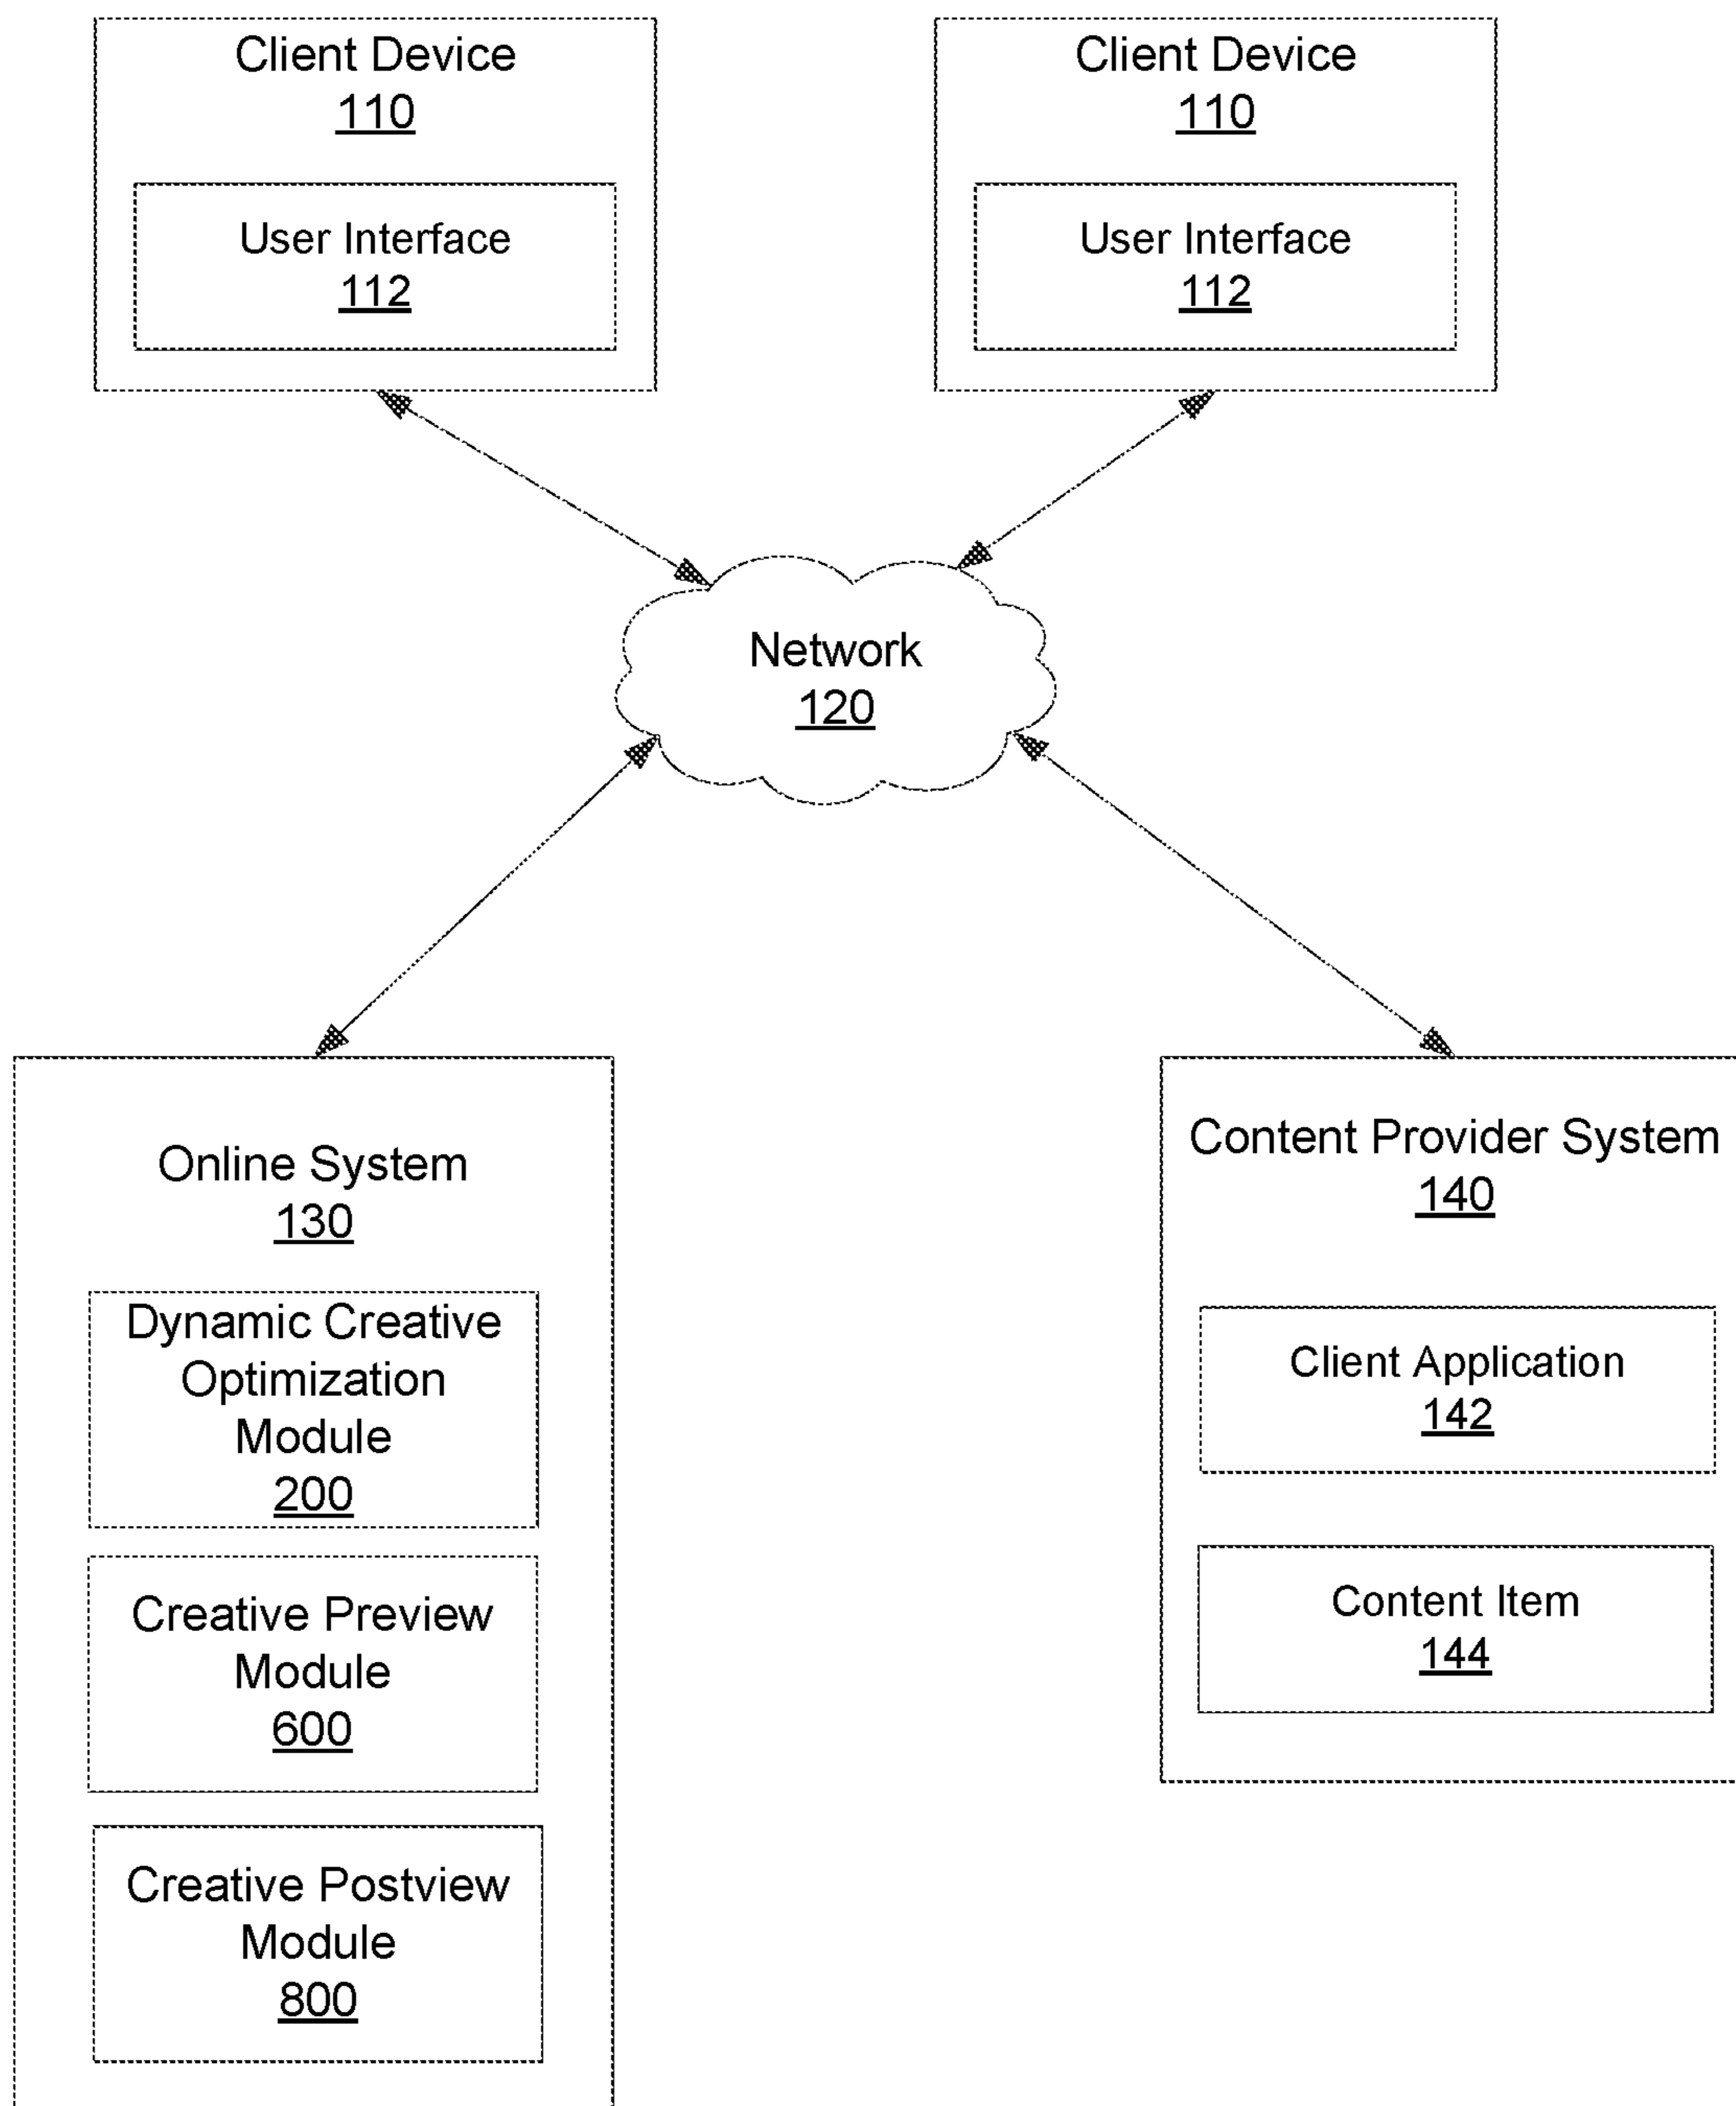 Client Device
110
User Interface
112
Client Device
110
User Interface
112
Network
120
Online System
130
Dynamic Creative
Optimization
Module
200
Creative Preview
Module
600
Creative Postview
Module
800
Content Provider System
140
Client Application
142
Content Item
144